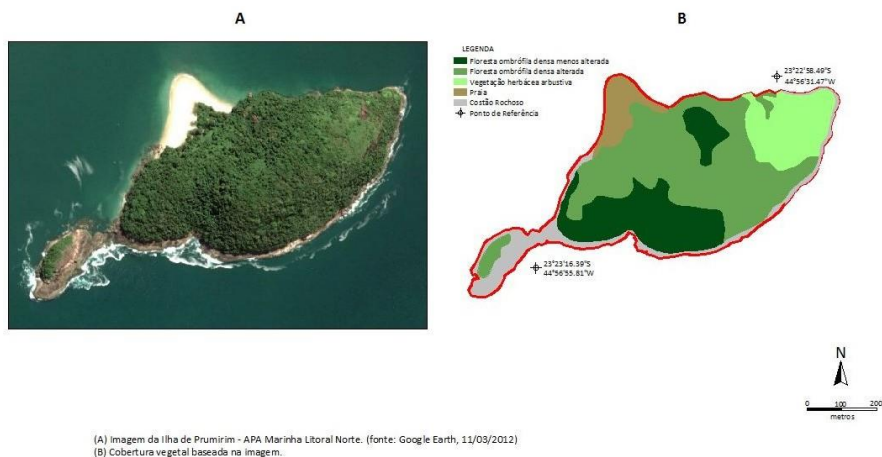 A
B
LEGENDA
Floresta ombrófila densa menos alterada
Floresta ombrófila densa alterada
Vegetação herbácea arbustiva
Praia
Costão Rochoso
Ponto de Referência
23°22'58.49"S
44°56'31.47"W
23°23'16.39"S
44°56'55.81"W
N
0 100 200
metros
(A) Imagem da Ilha de Prumirim - APA Marinha Litoral Norte. (fonte: Google Earth, 11/03/2012)
(B) Cobertura vegetal baseada na imagem.